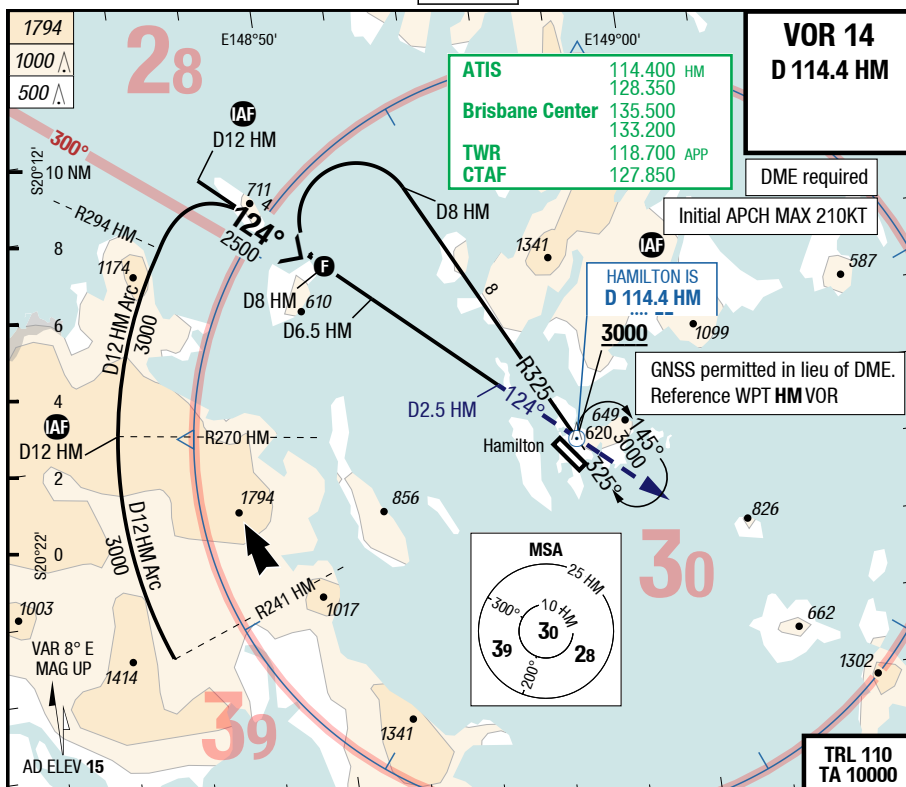 1794
1000
500
28
E148°50'
E149°00'
VOR 14
D 114.4 HM
ATIS 114.400 HM
128.350
Brisbane Center 135.500
133.200
TWR 118.700 APP
CTAF 127.850
DME required
Initial APCH MAX 210KT
IAF
D12 HM
300°
S20°12'
10 NM
711
4
124°
2500
R294 HM
D8 HM
8
1341
IAF
587
1174
F
D8 HM
610
D6.5 HM
HAMILTON IS
D 114.4 HM
3000
1099
8
6
D12 HM Arc
3000
R325
GNSS permitted in lieu of DME.
Reference WPT HM VOR
4
IAF
D12 HM
R270 HM
D2.5 HM
124°
649
620
145°
3000
325°
Hamilton
2
1794
856
826
D12 HM Arc
3000
S20°22'
0
30
MSA
25 HM
300°
10 HM
30
39
28
200°
R241 HM
1017
1003
662
VAR 8° E
MAG UP
1414
1302
39
1341
AD ELEV 15
TRL 110
TA 10000